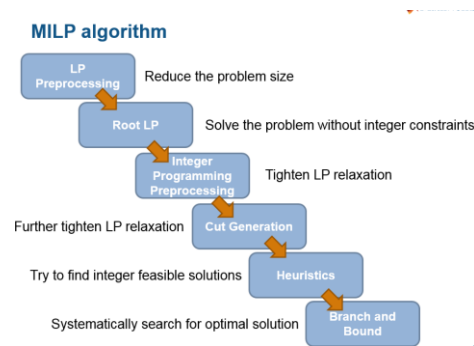 MILP algorithm
LP
Preprocessing
Reduce the problem size
Root LP
Solve the problem without integer constraints
Integer
Programming
Preprocessing
Tighten LP relaxation
Further tighten LP relaxation
Cut Generation
Try to find integer feasible solutions
Heuristics
Systematically search for optimal solution
Branch and
Bound